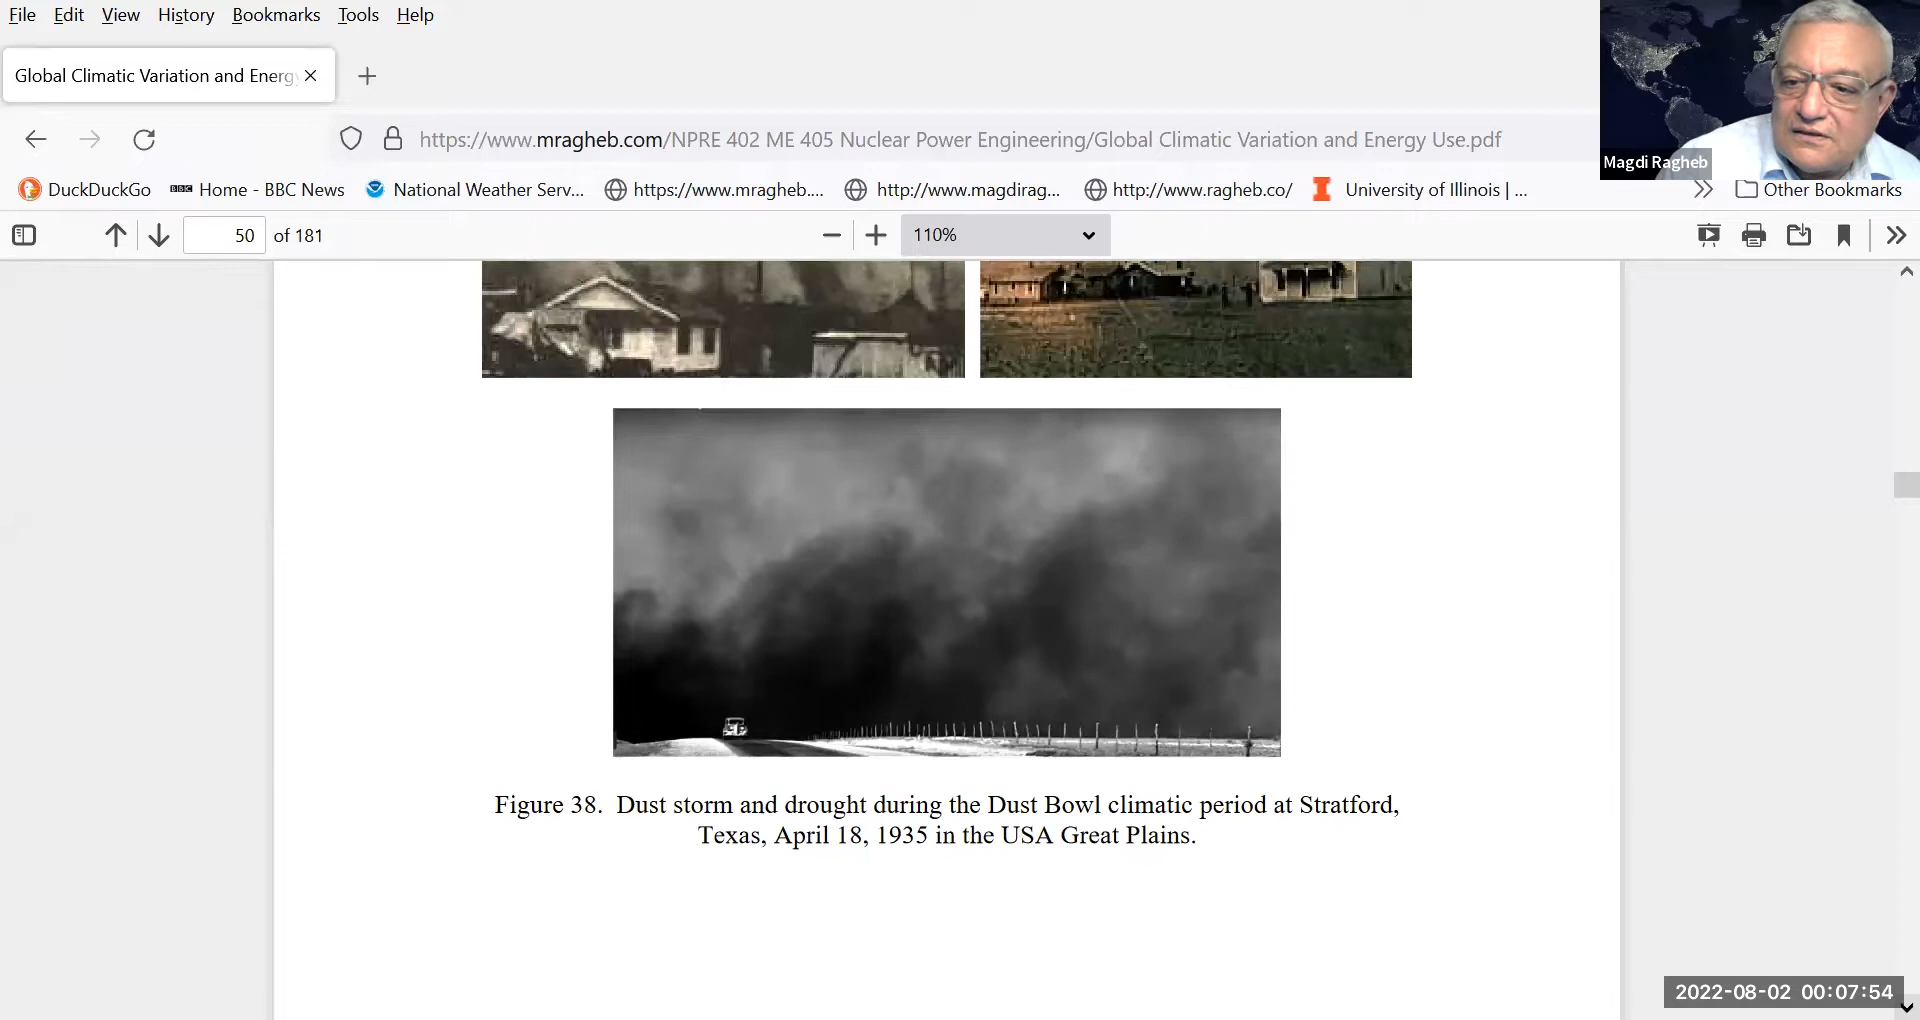 File Edit View History Bookmarks Tools Help
Global Climatic Variation and Energ
https://www.mragheb.com/NPRE 402 ME 405 Nuclear Power Engineering/Global Climatic Variation and Energy Use.pdf
Magdi Ragheb
DuckDuckGo BBC Home - BBC News National Weather Serv... https://www.mragheb.... http://www.magdirag... http://www.ragheb.co/ University of Illinois | ... Other Bookmarks
50 of 181 110%
Figure 38. Dust storm and drought during the Dust Bowl climatic period at Stratford,
Texas, April 18, 1935 in the USA Great Plains.
2022-08-02 00:07:54